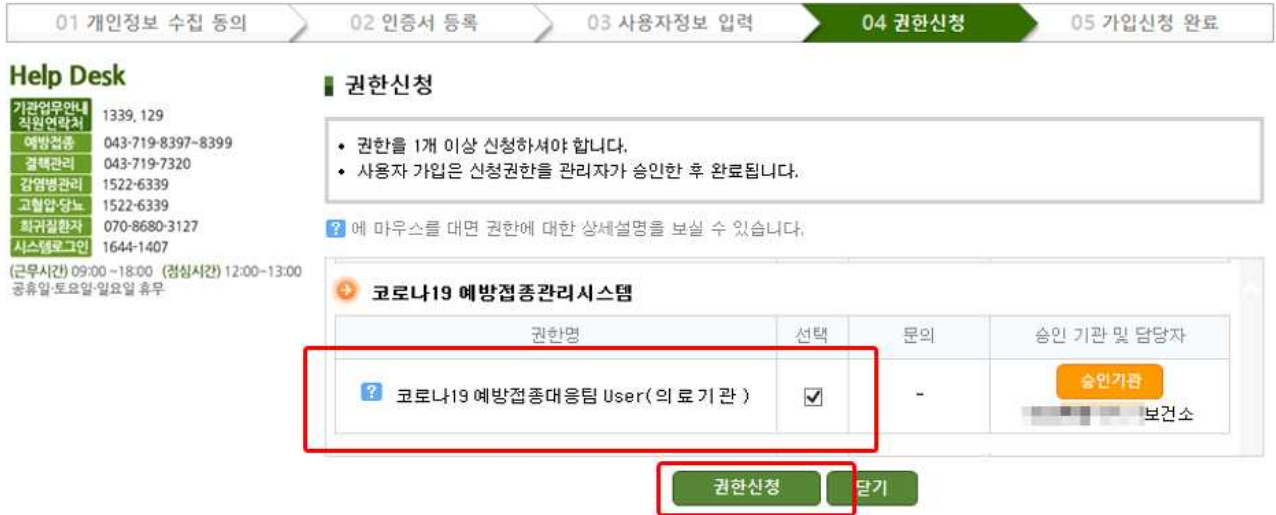 01 개인정보 수집 동의
02 인증서 등록
03 사용자정보 입력
04 권한신청
05 가입신청 완료
Help Desk
기관업무안내
직원연락처
1339, 129
예방접종 043-719-8397~8399
결핵관리 043-719-7320
감염병관리 1522-6339
고혈압·당뇨 1522-6339
희귀질환자 070-8680-3127
시스템로그인 1644-1407
(근무시간) 09:00 ~18:00 (점심시간) 12:00~13:00
공휴일·토요일·일요일 휴무
권한신청
• 권한을 1개 이상 신청하셔야 합니다.
• 사용자 가입은 신청권한을 관리자가 승인한 후 완료됩니다.
? 에 마우스를 대면 권한에 대한 상세설명을 보실 수 있습니다.
코로나19 예방접종관리시스템
권한명 선택 문의 승인 기관 및 담당자
? 코로나19 예방접종대응팀 User(의료기관) -
승인기관
보건소
권한신청 닫기